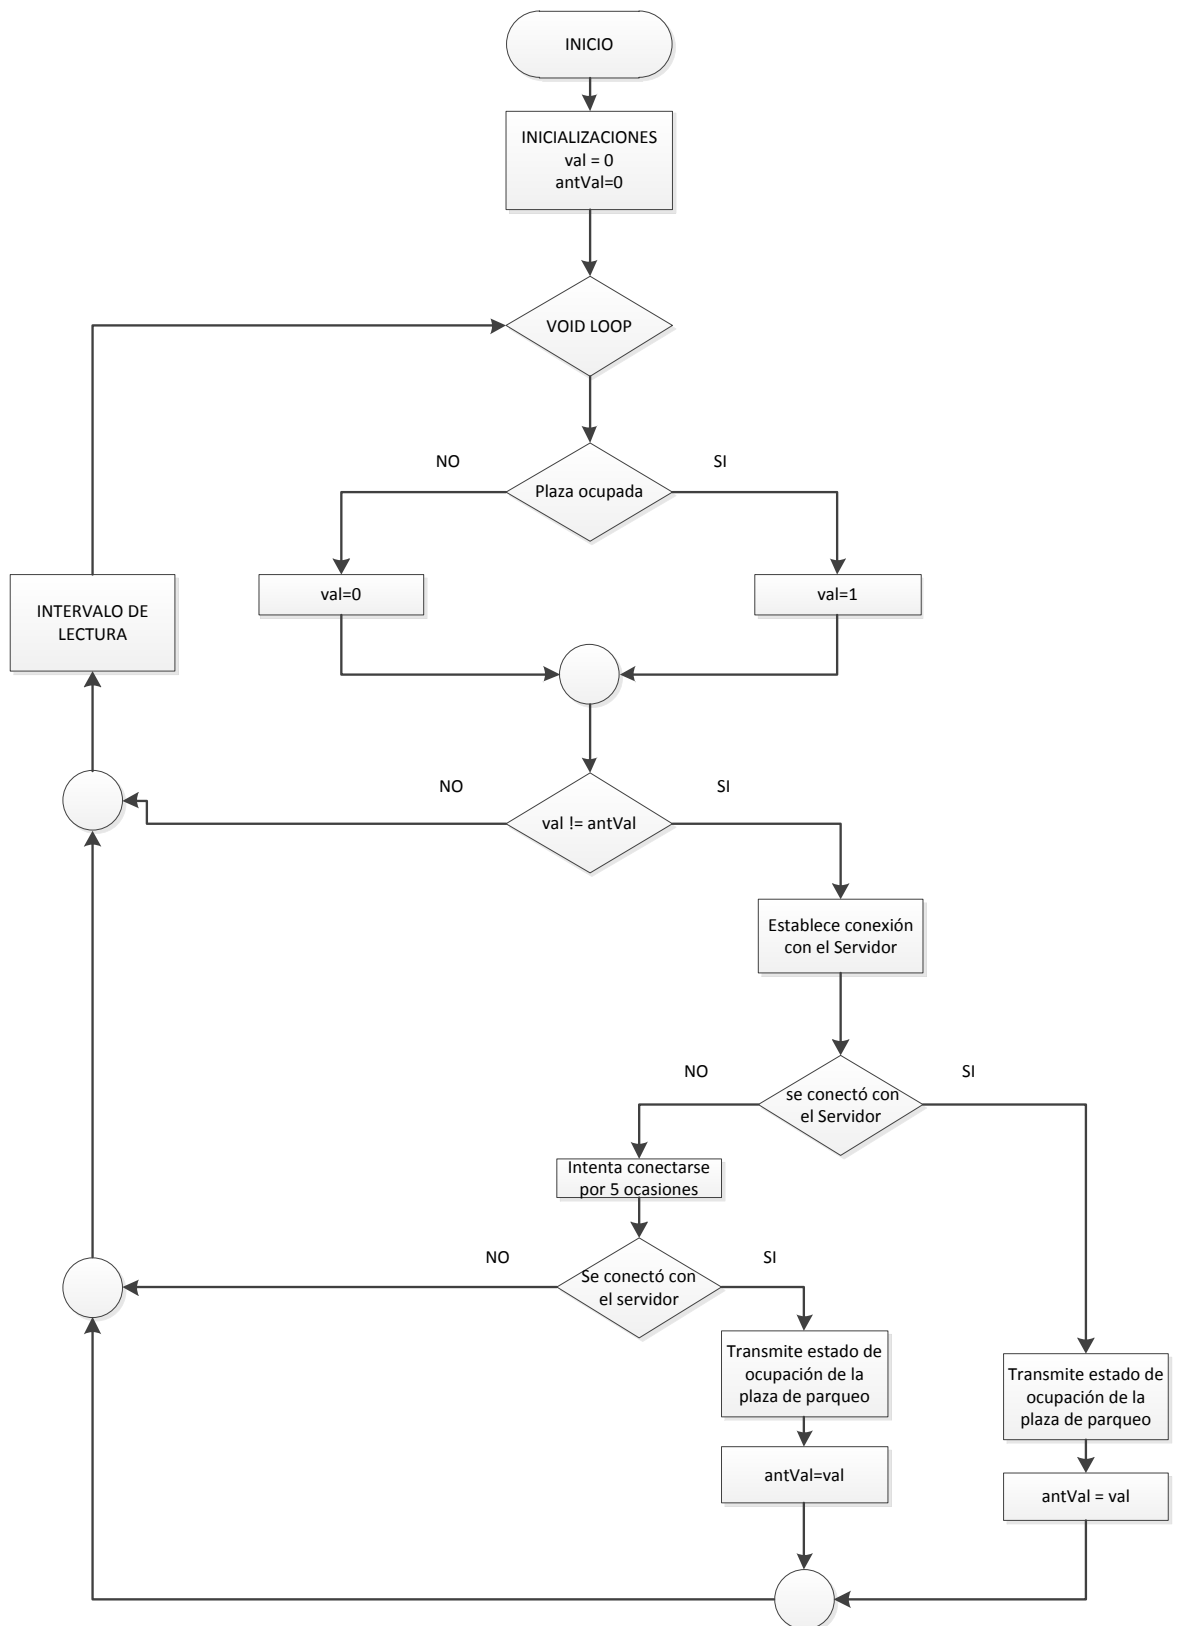 INICIO
INICIALIZACIONES
val = 0
antVal=0
VOID LOOP
NO
SI
Plaza ocupada
INTERVALO DE
LECTURA
val=0
val=1
NO
SI
val != antVal
Establece conexión
con el Servidor
NO
SI
se conectó con
el Servidor
Intenta conectarse
por 5 ocasiones
NO
SI
Se conectó con
el servidor
Transmite estado de
ocupación de la
plaza de parqueo
Transmite estado de
ocupación de la
plaza de parqueo
antVal=val
antVal = val